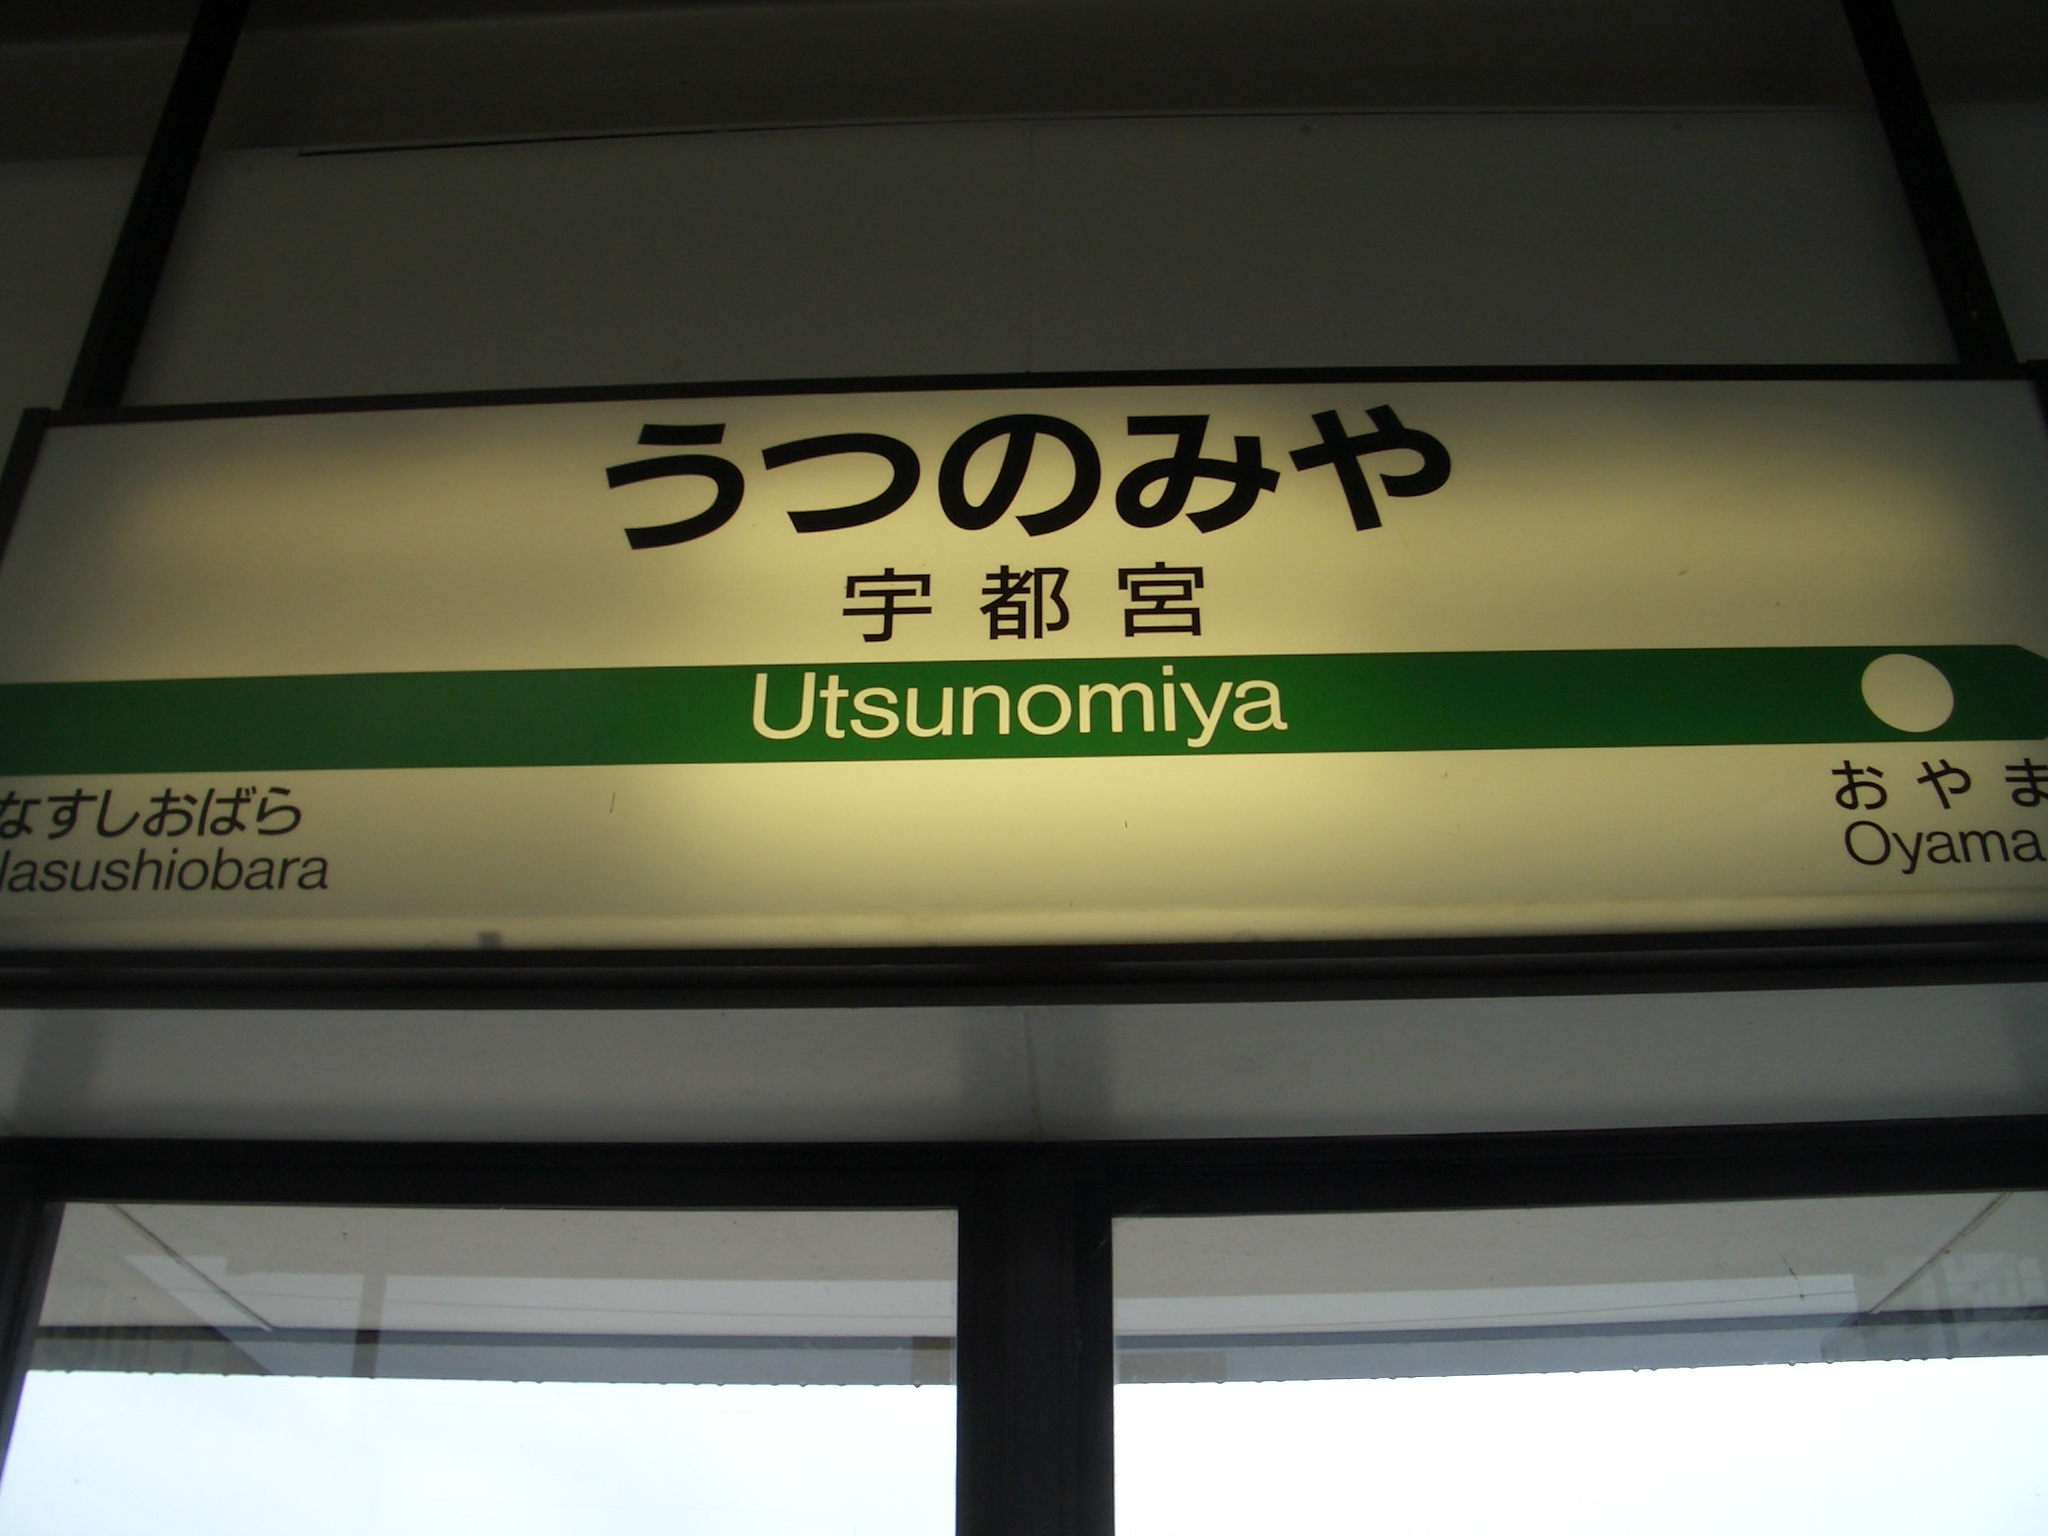 うつのみや
宇都宮
Utsunomiya
なすしおばら
asushiobara
おやま
Oyama